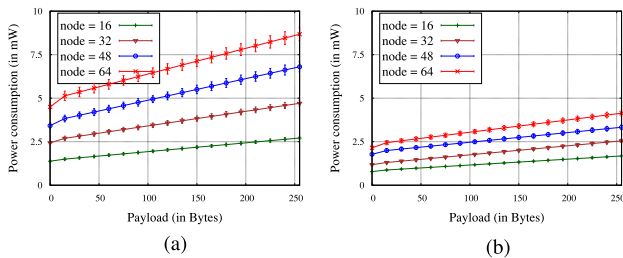 10
7.5
5
2.5
0
Power consumption (in mW)
node = 16
node = 32
node = 48
node = 64
0 50 100 150 200 250
Payload (in Bytes)
(a)
10
7.5
5
2.5
0
Power consumption (in mW)
node = 16
node = 32
node = 48
node = 64
0 50 100 150 200 250
Payload (in Bytes)
(b)